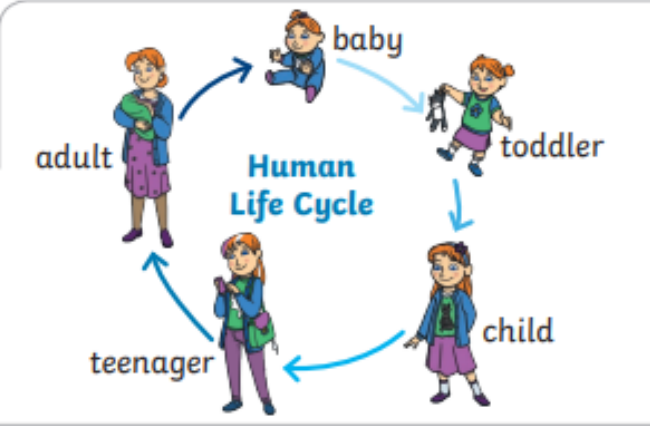 Human
Life Cycle
baby
toddler
child
teenager
adult